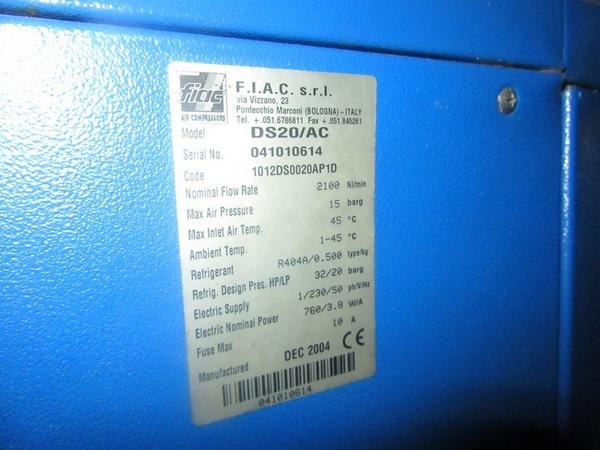 fiac
AIR COMPRESSORS
F.I.A.C. s.r.l.
via Vizzano, 23
Pontecchio Marconi (BOLOGNA)-ITALY
Tel. +.051.6786811 Fax +.051.845261
Model DS20/AC
Serial No. 041010614
Code 1012DS0020AP1D
Nominal Flow Rate 2100 Nl/min
Max Air Pressure 15 barg
Max Inlet Air Temp. 45 °C
Ambient Temp. 1-45 °C
Refrigerant R404A/0.500 type/kg
Refrig. Design Pres. HP/LP 32/20 barg
Electric Supply 1/230/50 ph/V/Hz
Electric Nominal Power 760/3.8 W/A
Fuse Max 10 A
Manufactured DEC 2004 CE
041010614